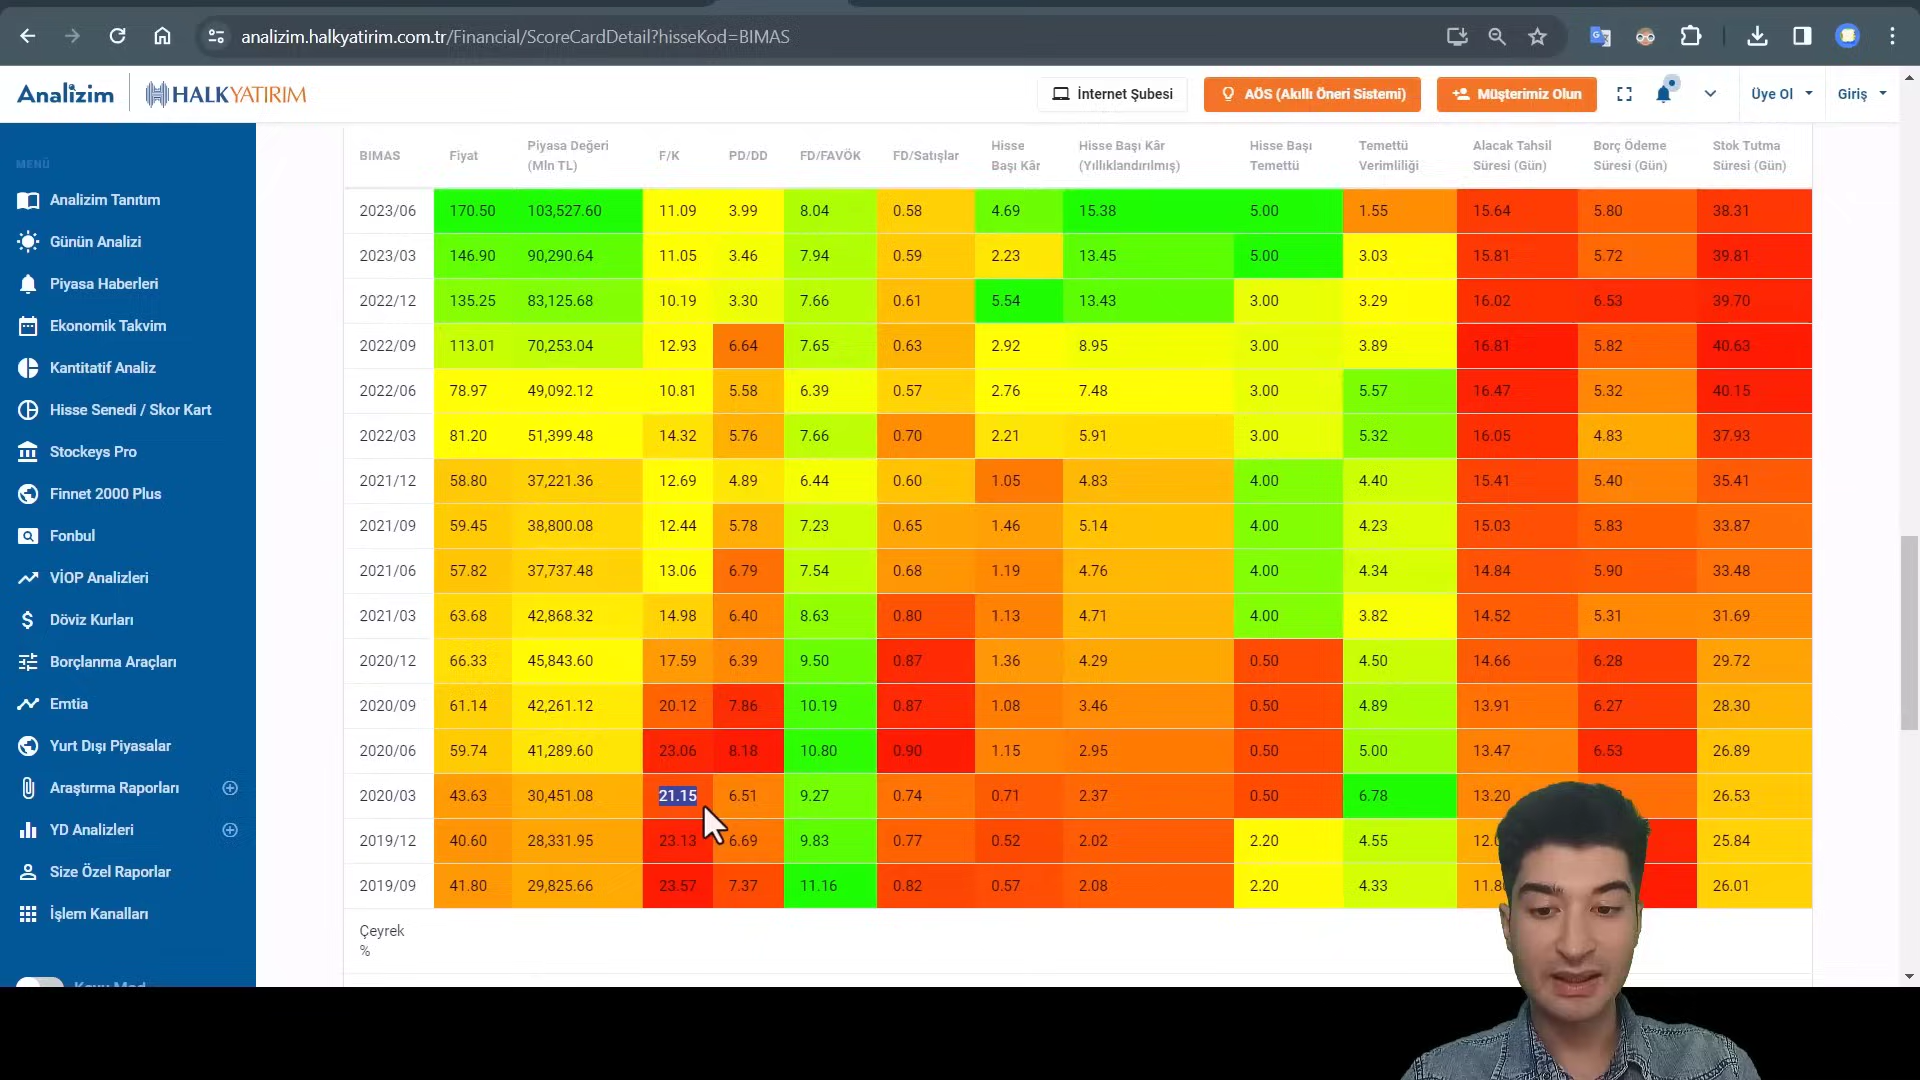 analizim.halkyatirim.com.tr/Financial/ScoreCardDetail?hisseKod=BIMAS
Analizim HALKYATIRIM İnternet Şubesi AÖS (Akıllı Öneri Sistemi) Müşterimiz Olun Üye Ol Giriş
MENÜ
Analizim Tanıtım
Günün Analizi
Piyasa Haberleri
Ekonomik Takvim
Kantitatif Analiz
Hisse Senedi / Skor Kart
Stockeys Pro
Finnet 2000 Plus
Fonbul
VİOP Analizleri
Döviz Kurları
Borçlanma Araçları
Emtia
Yurt Dışı Piyasalar
Araştırma Raporları
YD Analizleri
Size Özel Raporlar
İşlem Kanalları
BIMAS Fiyat Piyasa Değeri (Mln TL) F/K PD/DD FD/FAVÖK FD/Satışlar Hisse Başı Kâr Hisse Başı Kâr (Yıllıklandırılmış) Hisse Başı Temettü Temettü Verimliliği Alacak Tahsil Süresi (Gün) Borç Ödeme Süresi (Gün) Stok Tutma Süresi (Gün)
2023/06 170.50 103,527.60 11.09 3.99 8.04 0.58 4.69 15.38 5.00 1.55 15.64 5.80 38.31
2023/03 146.90 90,290.64 11.05 3.46 7.94 0.59 2.23 13.45 5.00 3.03 15.81 5.72 39.81
2022/12 135.25 83,125.68 10.19 3.30 7.66 0.61 5.54 13.43 3.00 3.29 16.02 6.53 39.70
2022/09 113.01 70,253.04 12.93 6.64 7.65 0.63 2.92 8.95 3.00 3.89 16.81 5.82 40.63
2022/06 78.97 49,092.12 10.81 5.58 6.39 0.57 2.76 7.48 3.00 5.57 16.47 5.32 40.15
2022/03 81.20 51,399.48 14.32 5.76 7.66 0.70 2.21 5.91 3.00 5.32 16.05 4.83 37.93
2021/12 58.80 37,221.36 12.69 4.89 6.44 0.60 1.05 4.83 4.00 4.40 15.41 5.40 35.41
2021/09 59.45 38,800.08 12.44 5.78 7.23 0.65 1.46 5.14 4.00 4.23 15.03 5.83 33.87
2021/06 57.82 37,737.48 13.06 6.79 7.54 0.68 1.19 4.76 4.00 4.34 14.84 5.90 33.48
2021/03 63.68 42,868.32 14.98 6.40 8.63 0.80 1.13 4.71 4.00 3.82 14.52 5.31 31.69
2020/12 66.33 45,843.60 17.59 6.39 9.50 0.87 1.36 4.29 0.50 4.50 14.66 6.28 29.72
2020/09 61.14 42,261.12 20.12 7.86 10.19 0.87 1.08 3.46 0.50 4.89 13.91 6.27 28.30
2020/06 59.74 41,289.60 23.06 8.18 10.80 0.90 1.15 2.95 0.50 5.00 13.47 6.53 26.89
2020/03 43.63 30,451.08 21.15 6.51 9.27 0.74 0.71 2.37 0.50 6.78 13.20 26.53
2019/12 40.60 28,331.95 23.13 6.69 9.83 0.77 0.52 2.02 2.20 4.55 25.84
2019/09 41.80 29,825.66 23.57 7.37 11.16 0.82 0.57 2.08 2.20 4.33 26.01
Çeyrek
%